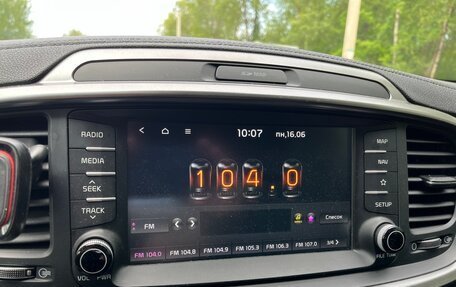 SD MAP
RADIO
MEDIA
SEEK
TRACK
VOL PWR
10:07 пн,16.06
104.0
FM
Список
FM 104.0 FM 104.8 FM 104.9 FM 105.3 FM 106.3 FM 107.0 3/4
MAP
NAV
SETUP
FILE TUNE